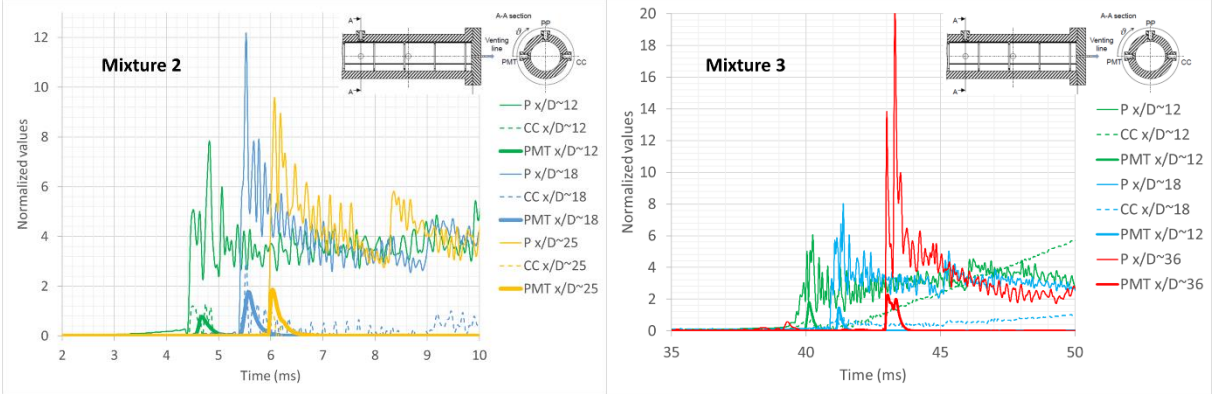 Mixture 2
A-A section
PP
A
Venting
line
PMT
CC
A
Normalized values
12
10
8
6
4
2
0
2
3
4
5
6
7
8
9
10
Time (ms)
P x/D~12
CC x/D~12
PMT x/D~12
P x/D~18
CC x/D~18
PMT x/D~18
P x/D~25
CC x/D~25
PMT x/D~25
Mixture 3
A-A section
PP
A
Venting
line
PMT
CC
A
Normalized values
20
18
16
14
12
10
8
6
4
2
0
35
40
45
50
Time (ms)
P x/D~12
CC x/D~12
PMT x/D~12
P x/D~18
CC x/D~18
PMT x/D~12
P x/D~36
PMT x/D~36